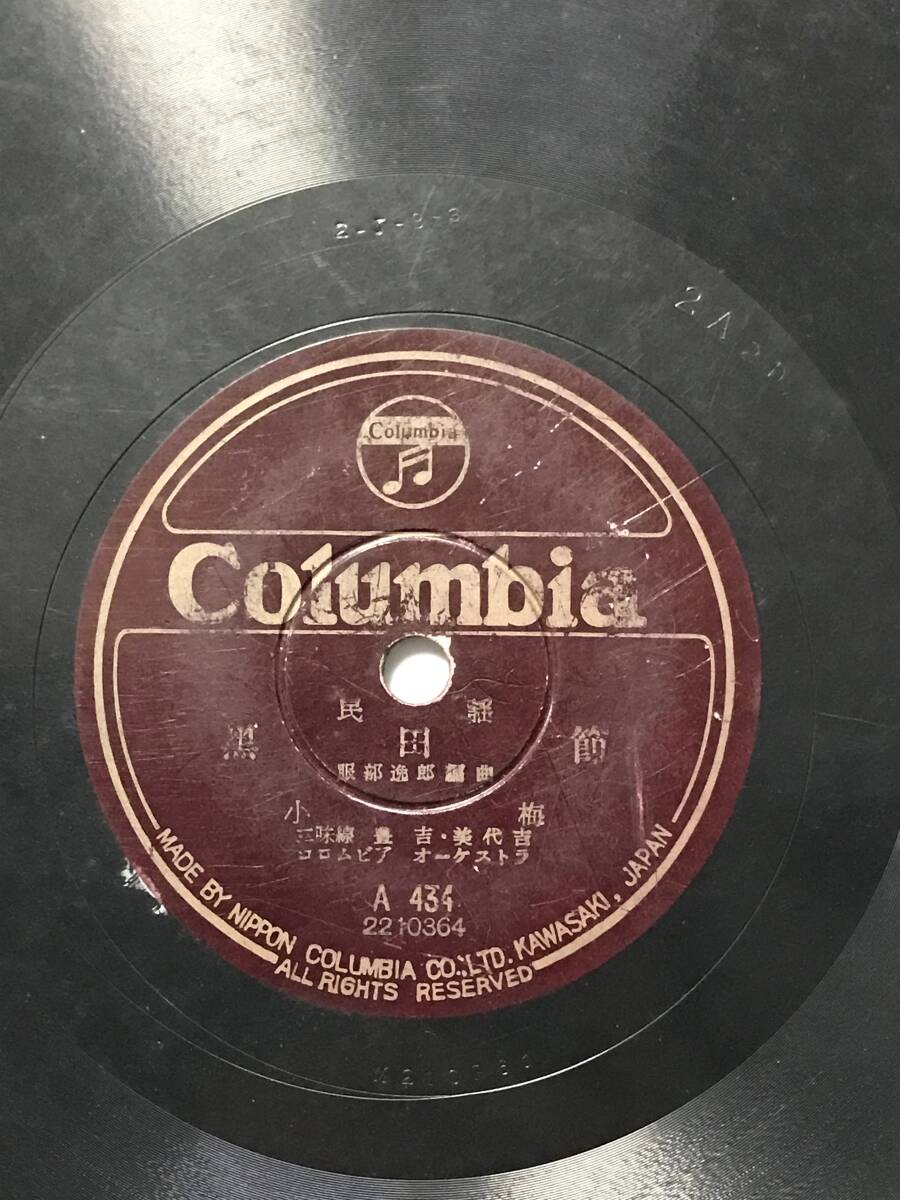 2-J-8-3
2 A
Columbia
Columbia
民謡
黒田節
服部逸郎編曲
小梅
三味線 豊吉・美代吉
コロムビア オーケストラ
A 434
2210364
MADE BY NIPPON COLUMBIA CO.,LTD. KAWASAKI, JAPAN
ALL RIGHTS RESERVED